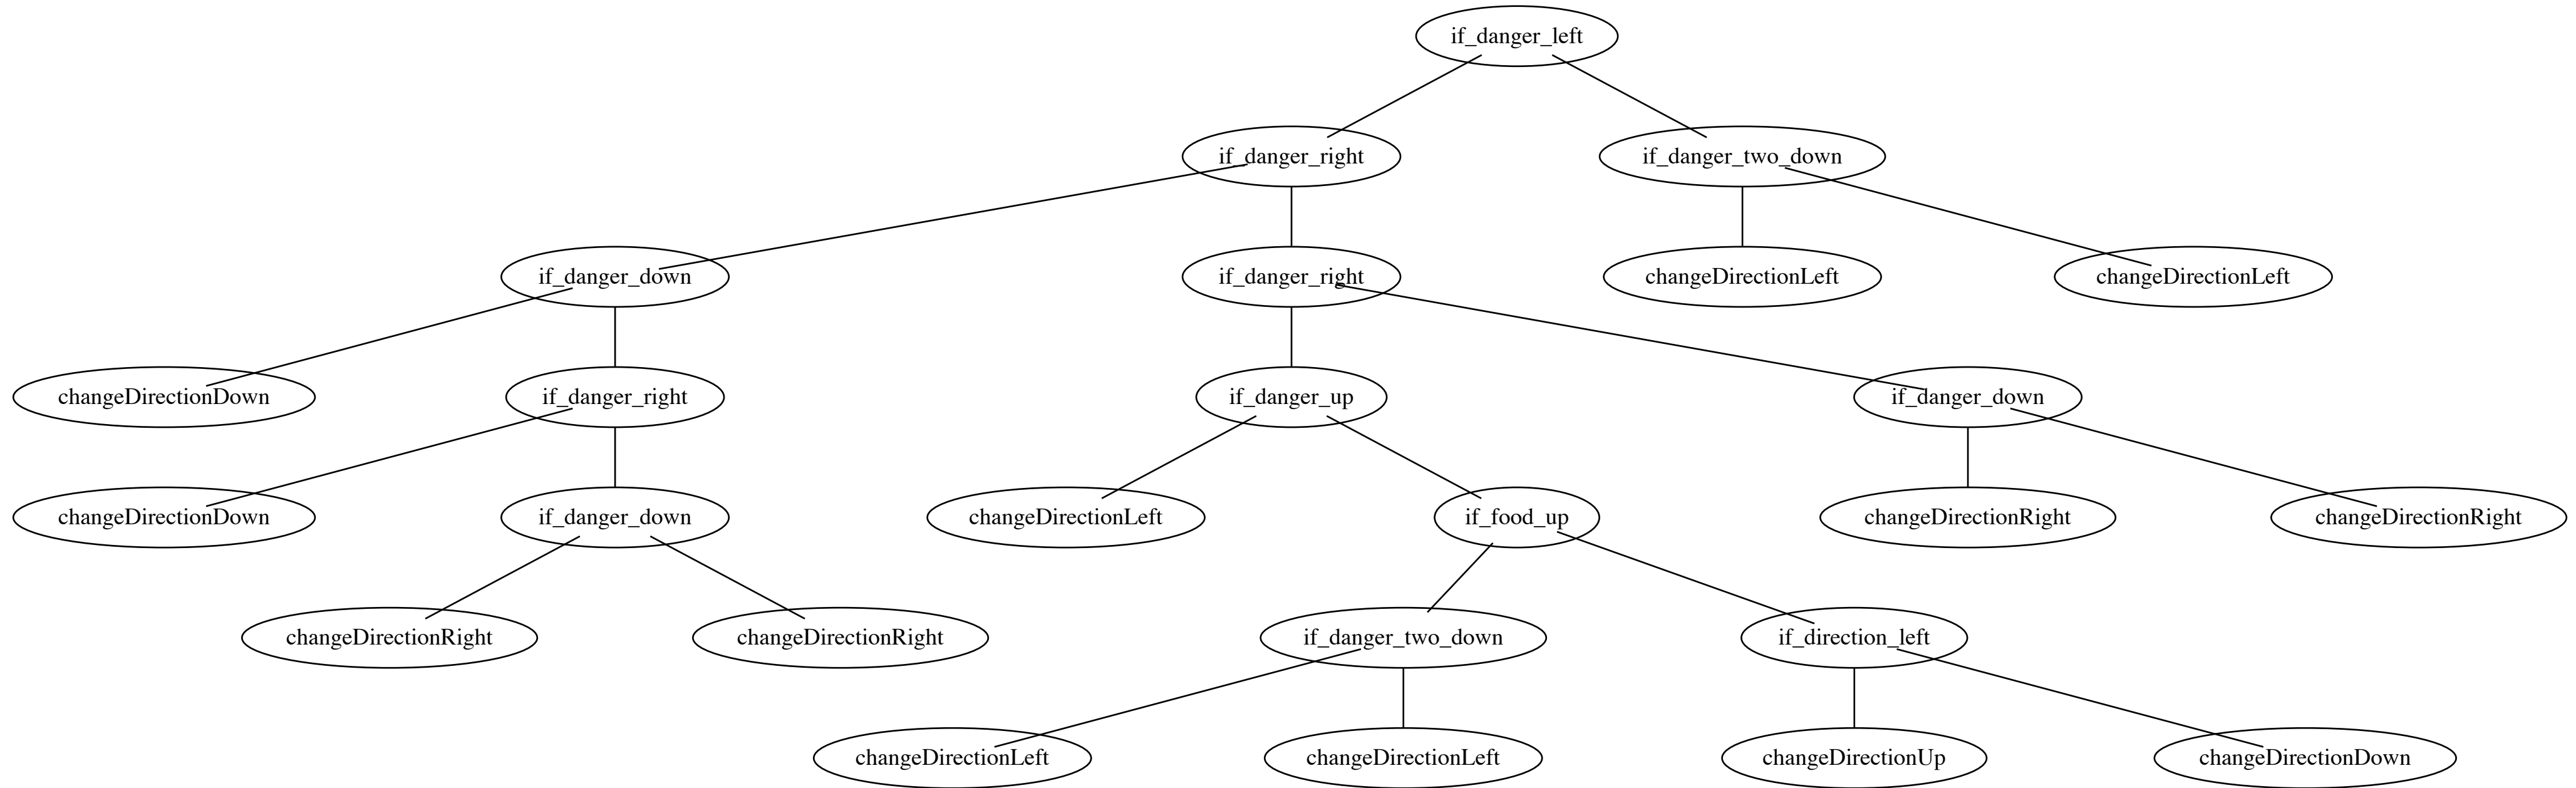 if_danger_left
if_danger_right
if_danger_two_down
if_danger_down
if_danger_right
changeDirectionLeft
changeDirectionLeft
changeDirectionDown
if_danger_right
if_danger_up
if_danger_down
changeDirectionDown
if_danger_down
changeDirectionLeft
if_food_up
changeDirectionRight
changeDirectionRight
changeDirectionRight
changeDirectionRight
if_danger_two_down
if_direction_left
changeDirectionLeft
changeDirectionLeft
changeDirectionUp
changeDirectionDown